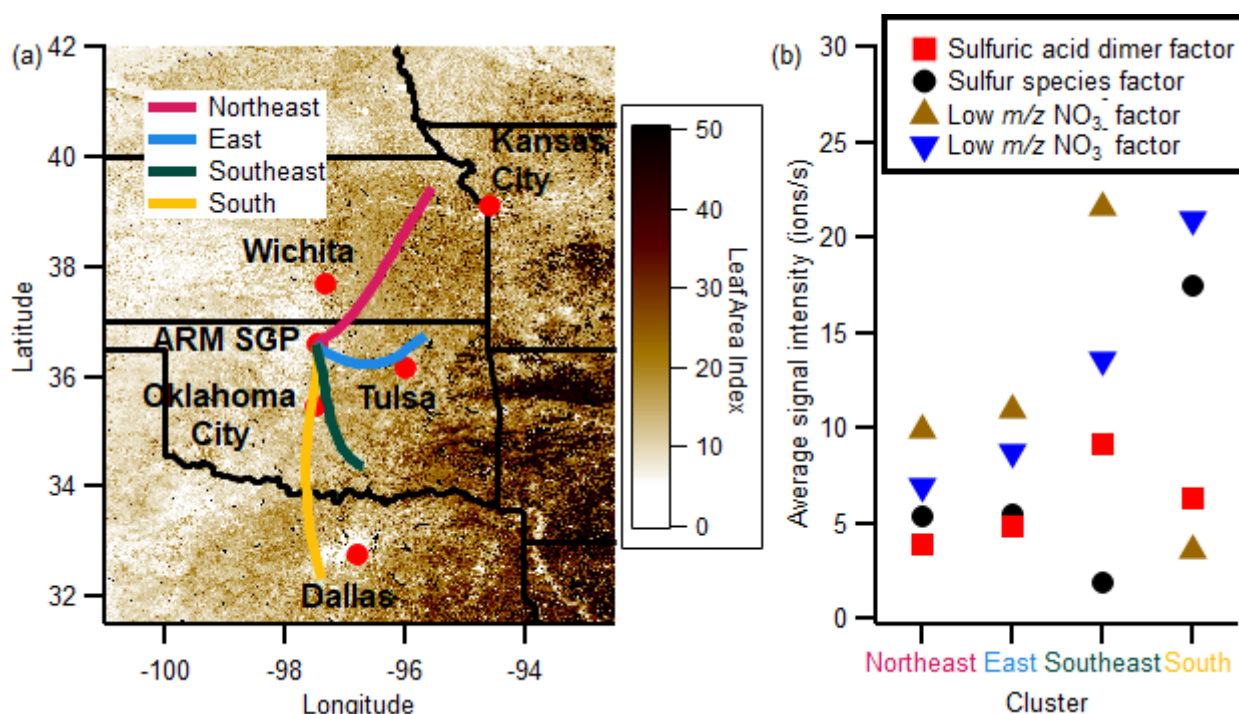 (a)
42
40
38
36
34
32
Latitude
Northeast
East
Southeast
South
Kansas
City
Wichita
ARM SGP
Oklahoma
City
Tulsa
Dallas
-100
-98
-96
-94
Longitude
50
40
30
20
10
0
Leaf Area Index
(b)
30
25
20
15
10
5
0
Average signal intensity (ions/s)
Sulfuric acid dimer factor
Sulfur species factor
Low m/z NO₃⁻ factor
Low m/z NO₃⁻ factor
Northeast East Southeast South
Cluster